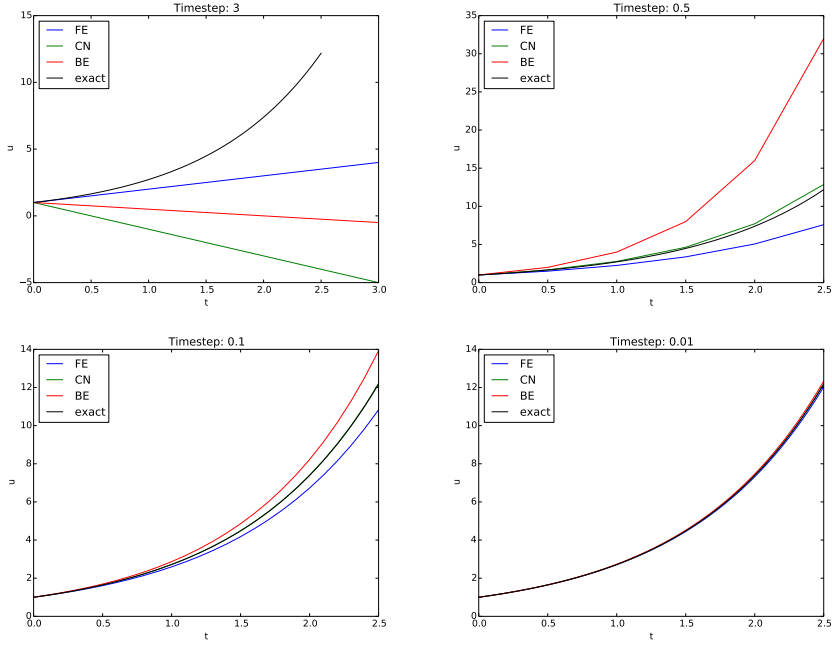 Timestep: 3
FE
CN
BE
exact
15
10
5
0
−5
u
0.0 0.5 1.0 1.5 2.0 2.5 3.0
t
Timestep: 0.5
FE
CN
BE
exact
35
30
25
20
15
10
5
0
u
0.0 0.5 1.0 1.5 2.0 2.5
t
Timestep: 0.1
FE
CN
BE
exact
14
12
10
8
6
4
2
0
u
0.0 0.5 1.0 1.5 2.0 2.5
t
Timestep: 0.01
FE
CN
BE
exact
14
12
10
8
6
4
2
0
u
0.0 0.5 1.0 1.5 2.0 2.5
t